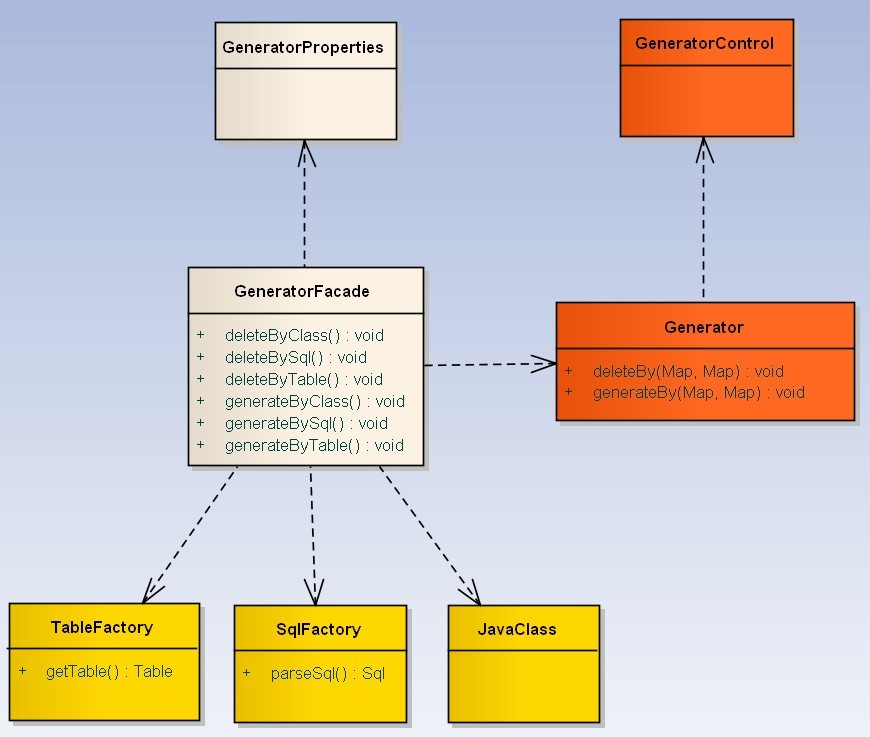 GeneratorProperties
GeneratorControl
GeneratorFacade
+ deleteByClass() : void
+ deleteBySql() : void
+ deleteByTable() : void
+ generateByClass() : void
+ generateBySql() : void
+ generateByTable() : void
Generator
+ deleteBy(Map, Map) : void
+ generateBy(Map, Map) : void
TableFactory
+ getTable() : Table
SqlFactory
+ parseSql() : Sql
JavaClass